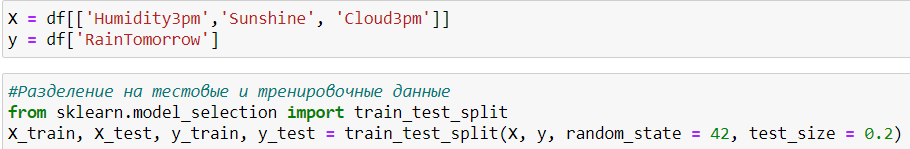 X = df[['Humidity3pm','Sunshine', 'Cloud3pm']]
y = df['RainTomorrow']
#Разделение на тестовые и тренировочные данные
from sklearn.model_selection import train_test_split
X_train, X_test, y_train, y_test = train_test_split(X, y, random_state = 42, test_size = 0.2)